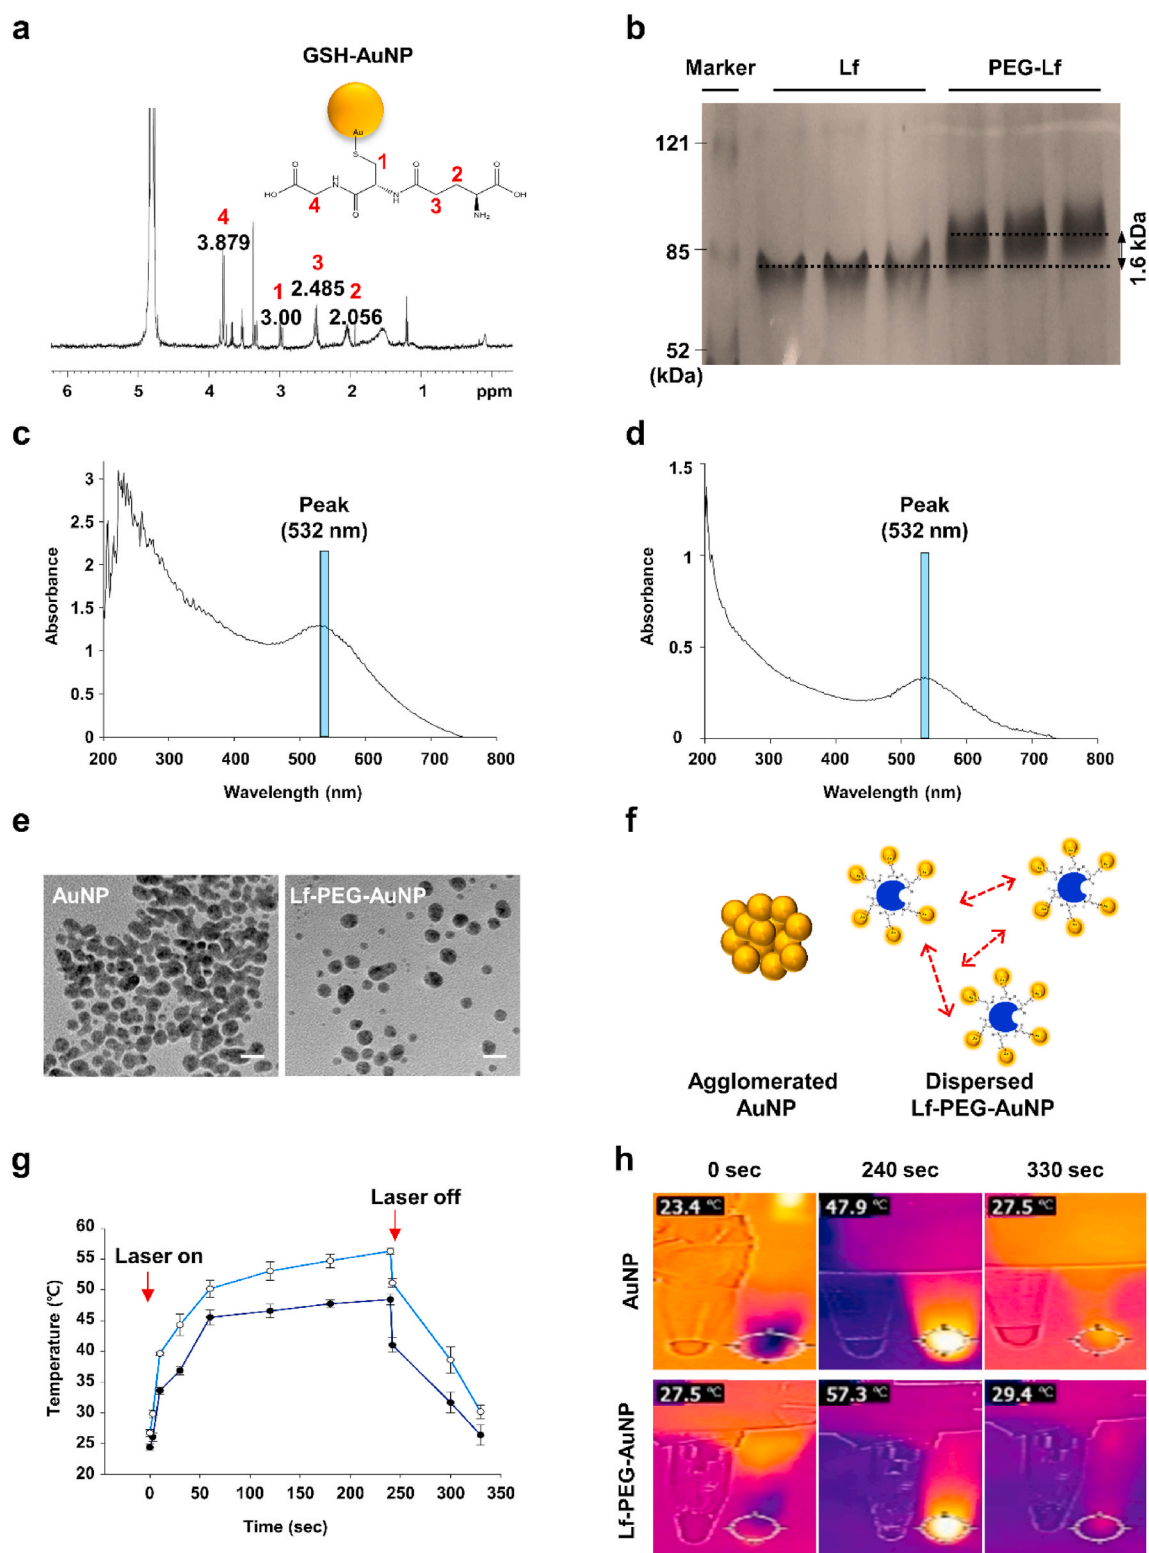 a
GSH-AuNP
Au
S
1
2
O
HO
H
N
4
O
N
H
O
3
NH₂
O
OH
4
3.879
3
1
2.485
2
3.00
2.056
6 5 4 3 2 1 ppm
b
Marker Lf PEG-Lf
121
85
52
(kDa)
1.6 kDa
c
Peak
(532 nm)
Absorbance
3
2.5
2
1.5
1
0.5
0
200 300 400 500 600 700 800
Wavelength (nm)
d
Peak
(532 nm)
Absorbance
1.5
1
0.5
0
200 300 400 500 600 700 800
Wavelength (nm)
e
AuNP
Lf-PEG-AuNP
f
Agglomerated
AuNP
Dispersed
Lf-PEG-AuNP
g
Laser off
Laser on
Temperature (℃)
60
55
50
45
40
35
30
25
20
0 50 100 150 200 250 300 350
Time (sec)
h
0 sec 240 sec 330 sec
AuNP
23.4 ℃ 47.9 ℃ 27.5 ℃
Lf-PEG-AuNP
27.5 ℃ 57.3 ℃ 29.4 ℃